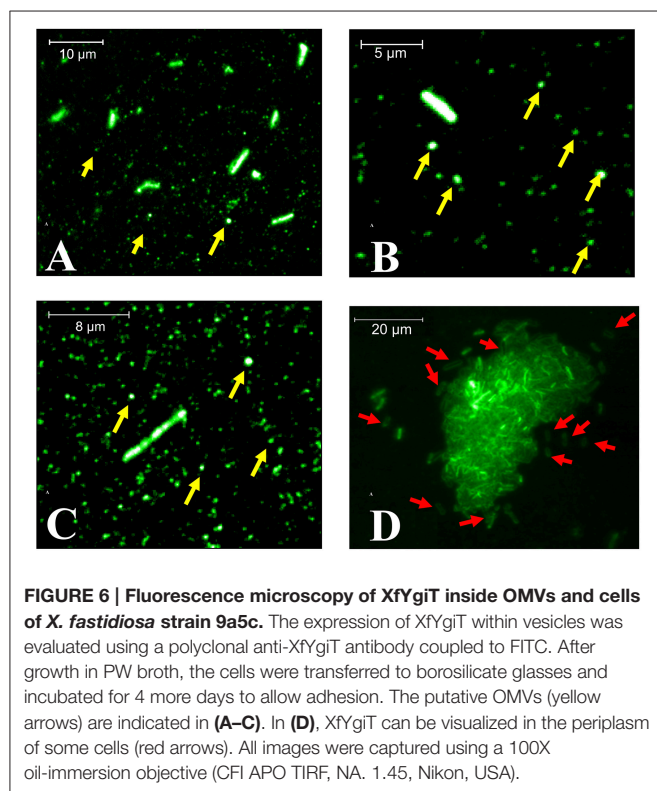 10 µm
5 µm
A
B
8 µm
20 µm
C
D
FIGURE 6 | Fluorescence microscopy of XfYgiT inside OMVs and cells
of X. fastidiosa strain 9a5c. The expression of XfYgiT within vesicles was
evaluated using a polyclonal anti-XfYgiT antibody coupled to FITC. After
growth in PW broth, the cells were transferred to borosilicate glasses and
incubated for 4 more days to allow adhesion. The putative OMVs (yellow
arrows) are indicated in (A–C). In (D), XfYgiT can be visualized in the periplasm
of some cells (red arrows). All images were captured using a 100X
oil-immersion objective (CFI APO TIRF, NA. 1.45, Nikon, USA).